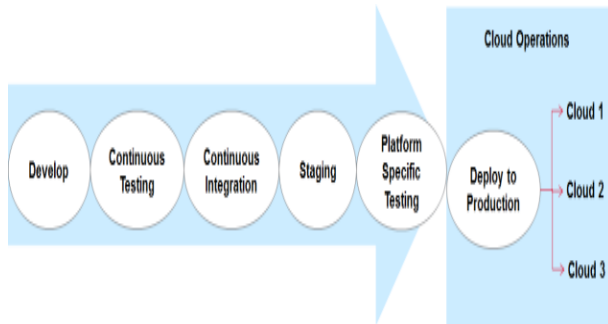 Cloud Operations
Develop
Continuous
Testing
Continuous
Integration
Staging
Platform
Specific
Testing
Deploy to
Production
Cloud 1
Cloud 2
Cloud 3